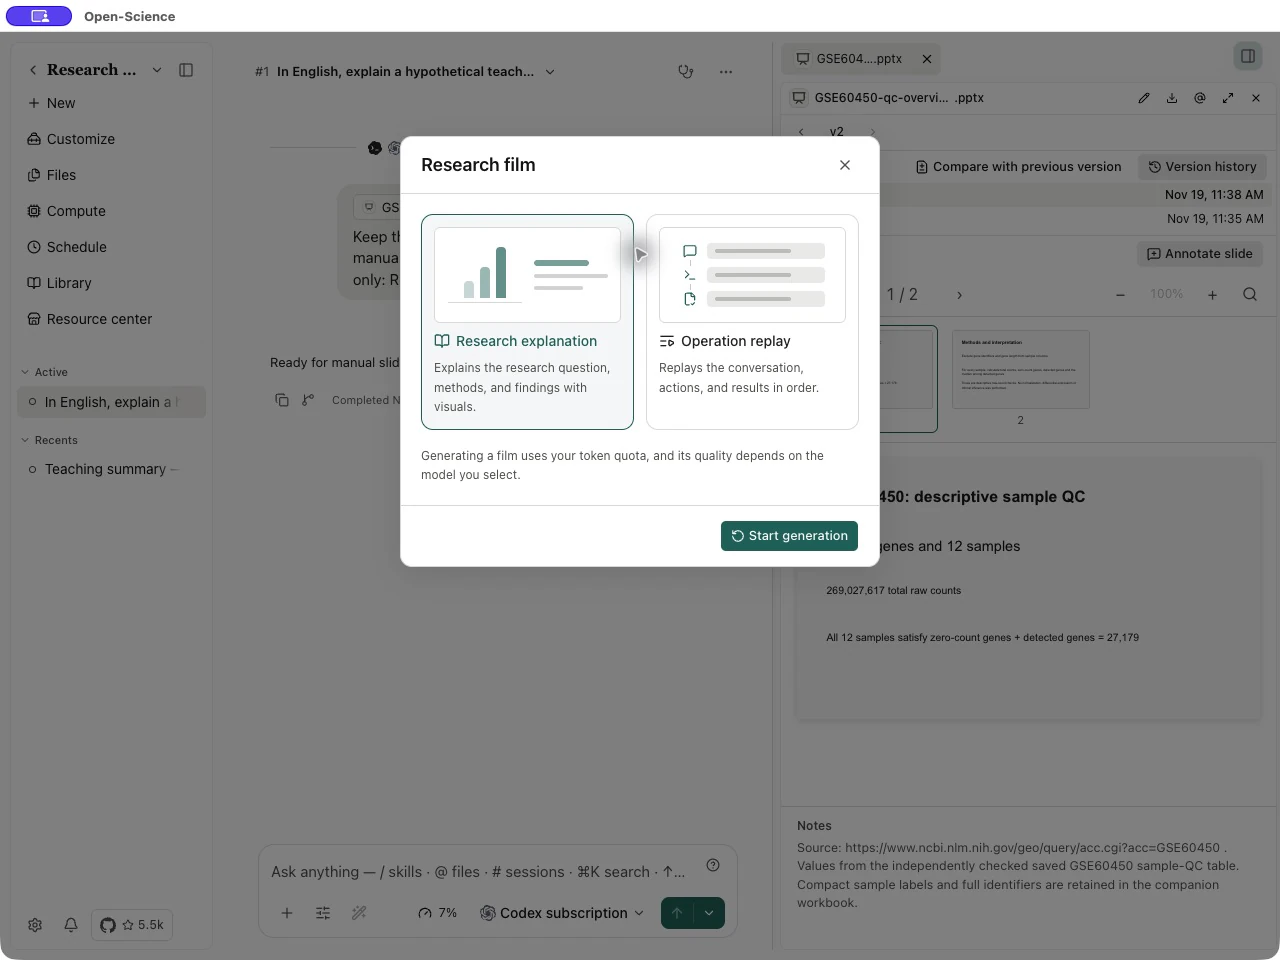 Open-Science
Research ...
New
Customize
Files
Compute
Schedule
Library
Resource center
Active
In English, explain a h
Recents
Teaching summary —
5.5k
#1 In English, explain a hypothetical teach...
GS
Keep th
manua
only: R
Ready for manual slid
Completed N
Research film
Research explanation
Explains the research question,
methods, and findings with
visuals.
Operation replay
Replays the conversation,
actions, and results in order.
Generating a film uses your token quota, and its quality depends on the
model you select.
Start generation
Ask anything — / skills · @ files · # sessions · ⌘K search · ↑...
7%
Codex subscription
GSE604....pptx
GSE60450-qc-overvi... .pptx
v2
Compare with previous version
Version history
Nov 19, 11:38 AM
Nov 19, 11:35 AM
Annotate slide
1 / 2
100%
Methods and interpretation
2
450: descriptive sample QC
genes and 12 samples
269,027,617 total raw counts
All 12 samples satisfy zero-count genes + detected genes = 27,179
Notes
Source: https://www.ncbi.nlm.nih.gov/geo/query/acc.cgi?acc=GSE60450 .
Values from the independently checked saved GSE60450 sample-QC table.
Compact sample labels and full identifiers are retained in the companion
workbook.